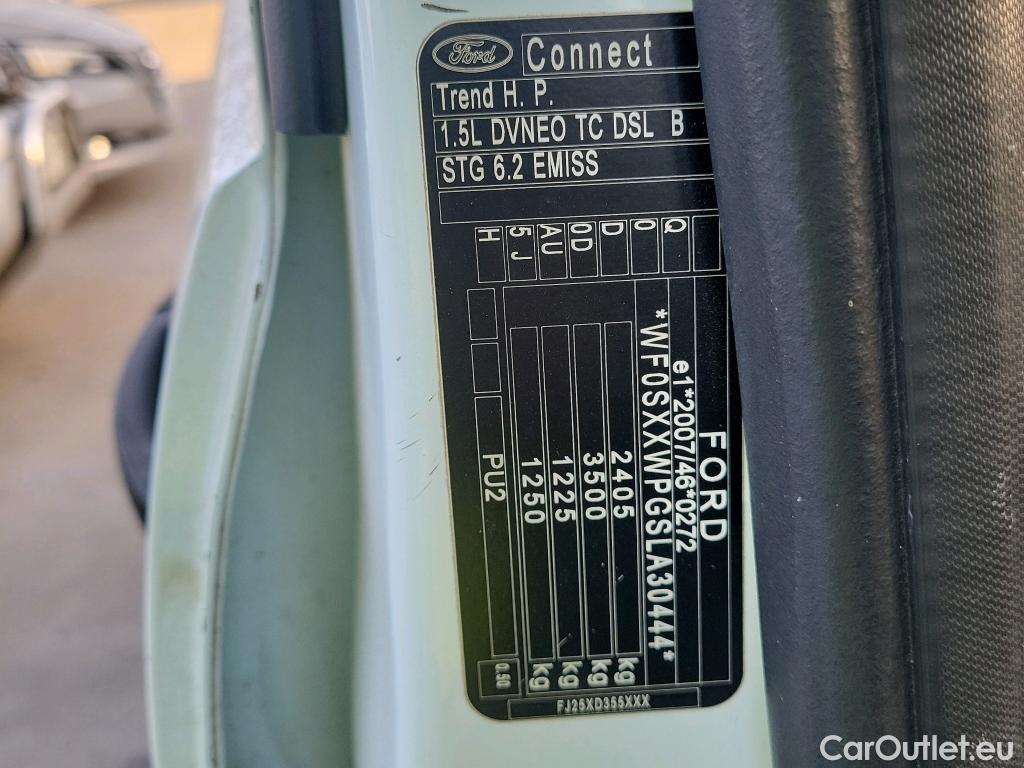 Ford
Connect
Trend H. P.
1.5L DVNEO TC DSL B
STG 6.2 EMISS
FORD
e1*2007/46*0272
*WF0SXXWPGSLA30444*
2405 kg
3500 kg
1225 kg
1250 kg
Q
0
D
0D
AU
5J
H
PU2
0.50
FJ25XD355XXX
CarOutlet.eu